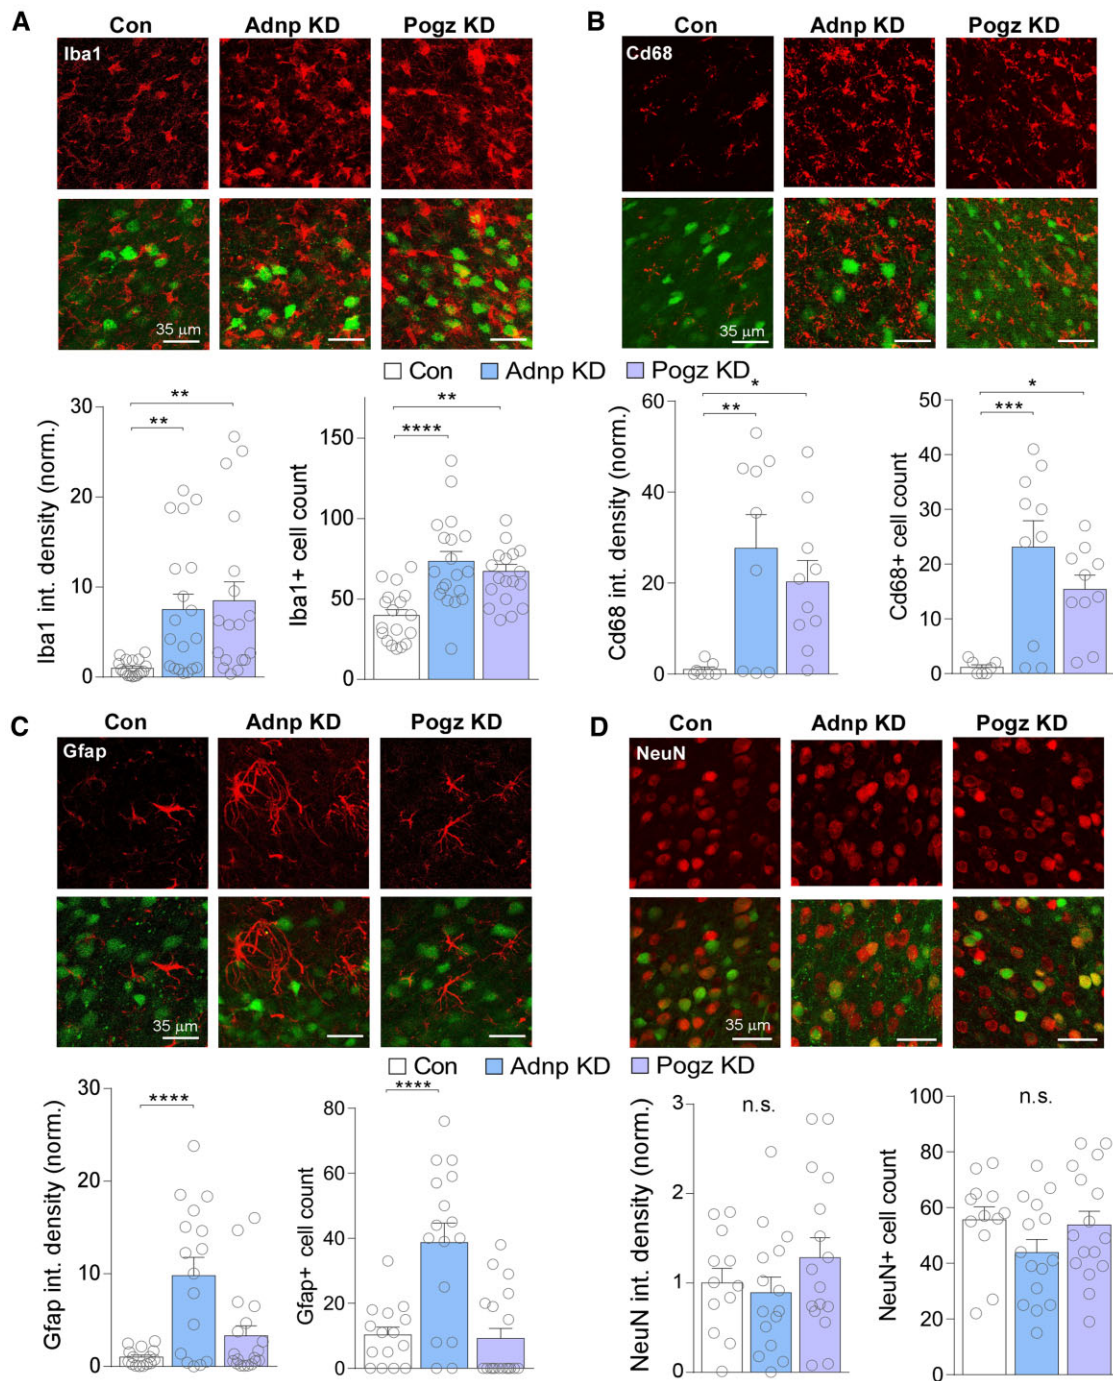 A
Con Adnp KD Pogz KD
Iba1
35 μm
B
Con Adnp KD Pogz KD
Cd68
35 μm
Con Adnp KD Pogz KD
Iba1 int. density (norm.)
30
20
10
0
**
**
Iba1+ cell count
150
100
50
0
**
****
Cd68 int. density (norm.)
60
40
20
0
*
**
Cd68+ cell count
50
40
30
20
10
0
*
***
C
Con Adnp KD Pogz KD
Gfap
35 μm
D
Con Adnp KD Pogz KD
NeuN
35 μm
Con Adnp KD Pogz KD
Gfap int. density (norm.)
30
20
10
0
****
Gfap+ cell count
80
60
40
20
0
****
NeuN int. density (norm.)
3
2
1
0
n.s.
NeuN+ cell count
100
80
60
40
20
0
n.s.